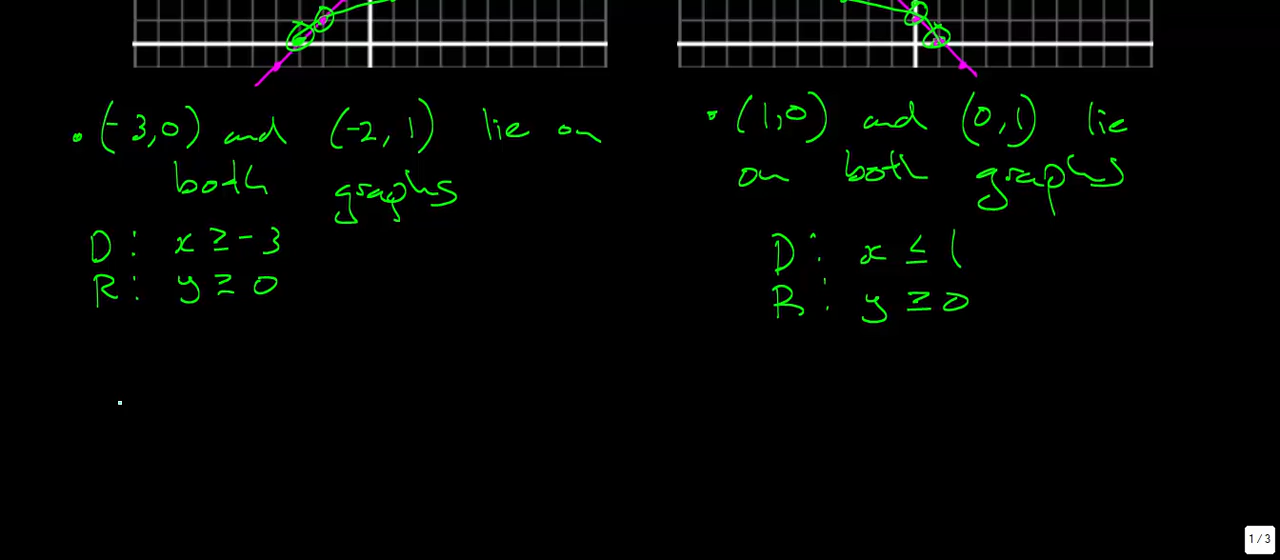 • (-3,0) and (-2,1) lie on
both graphs
D: x ≥ -3
R: y ≥ 0
• (1,0) and (0,1) lie
on both graphs
D: x ≤ 1
R: y ≥ 0
1 / 3